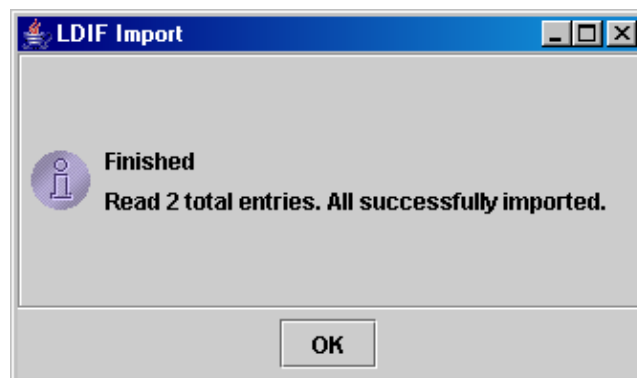 LDIF Import
Finished
Read 2 total entries. All successfully imported.
OK